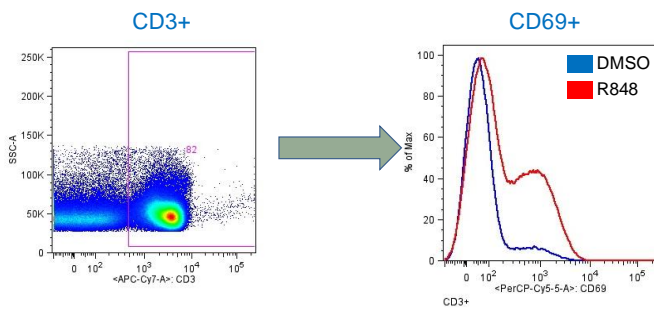 CD3+
CD69+
250K
200K
150K
100K
50K
0
SSC-A
82
0 10² 10³ 10⁴ 10⁵
<APC-Cy7-A>: CD3
100
80
60
40
20
0
% of Max
DMSO
R848
0 10² 10³ 10⁴ 10⁵
<PerCP-Cy5-5-A>: CD69
CD3+